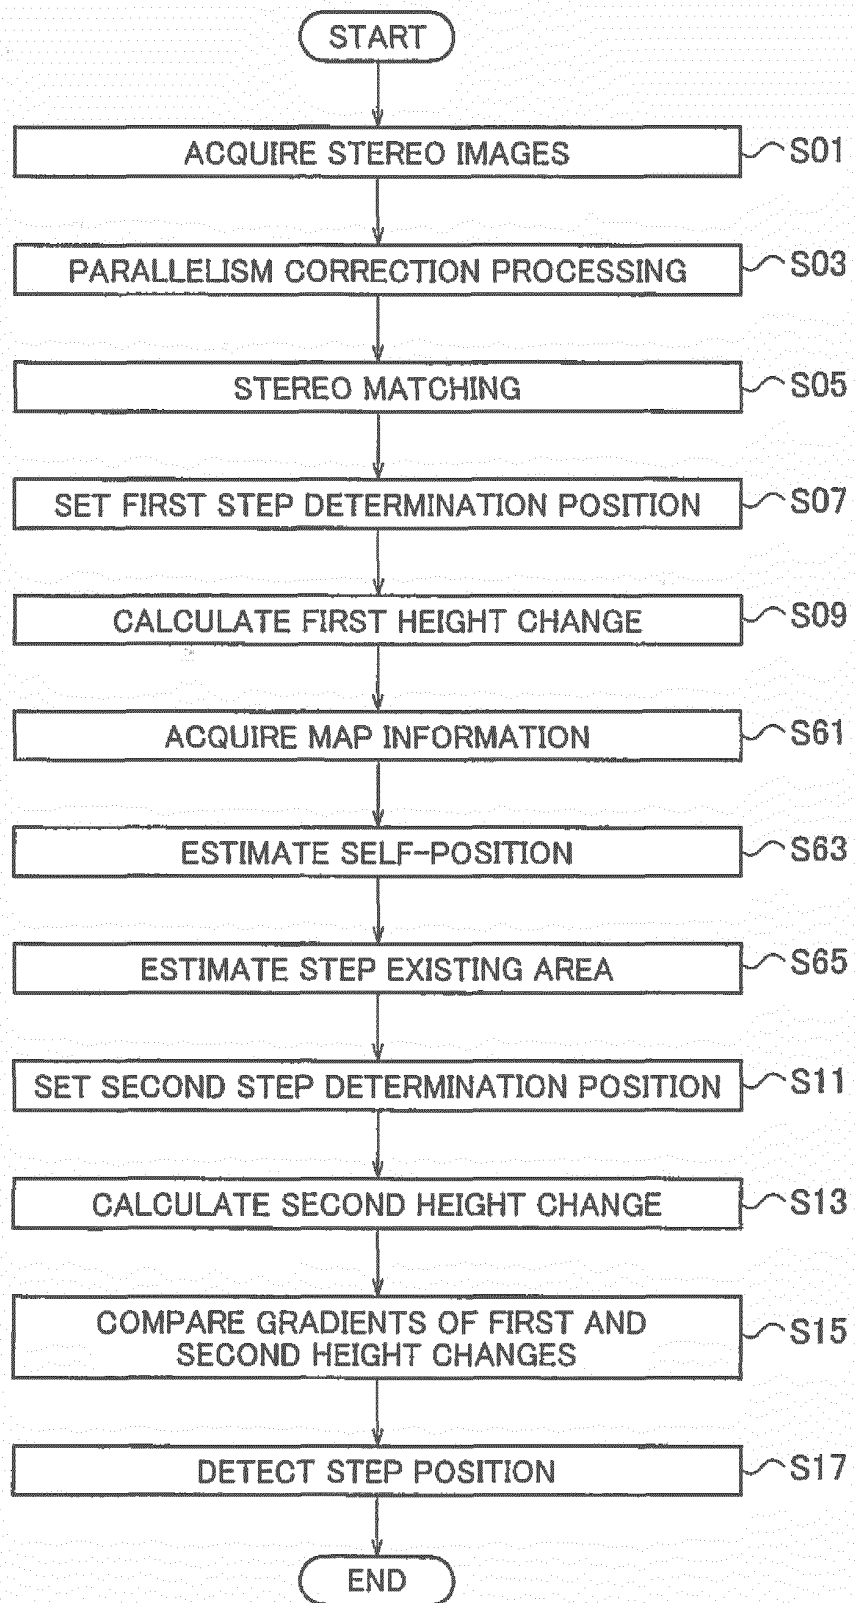 START
ACQUIRE STEREO IMAGES
S01
PARALLELISM CORRECTION PROCESSING
S03
STEREO MATCHING
S05
SET FIRST STEP DETERMINATION POSITION
S07
CALCULATE FIRST HEIGHT CHANGE
S09
ACQUIRE MAP INFORMATION
S61
ESTIMATE SELF-POSITION
S63
ESTIMATE STEP EXISTING AREA
S65
SET SECOND STEP DETERMINATION POSITION
S11
CALCULATE SECOND HEIGHT CHANGE
S13
COMPARE GRADIENTS OF FIRST AND
SECOND HEIGHT CHANGES
S15
DETECT STEP POSITION
S17
END